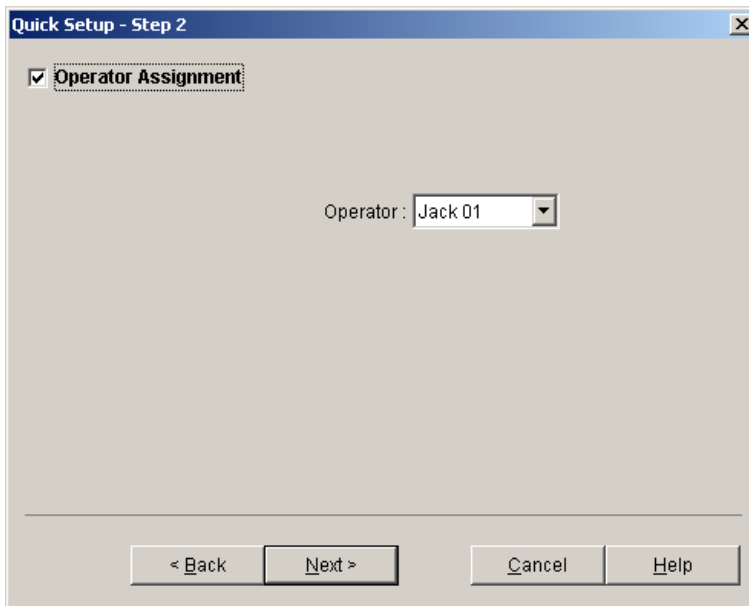 Quick Setup - Step 2
Operator Assignment
Operator : Jack 01
< Back Next > Cancel Help